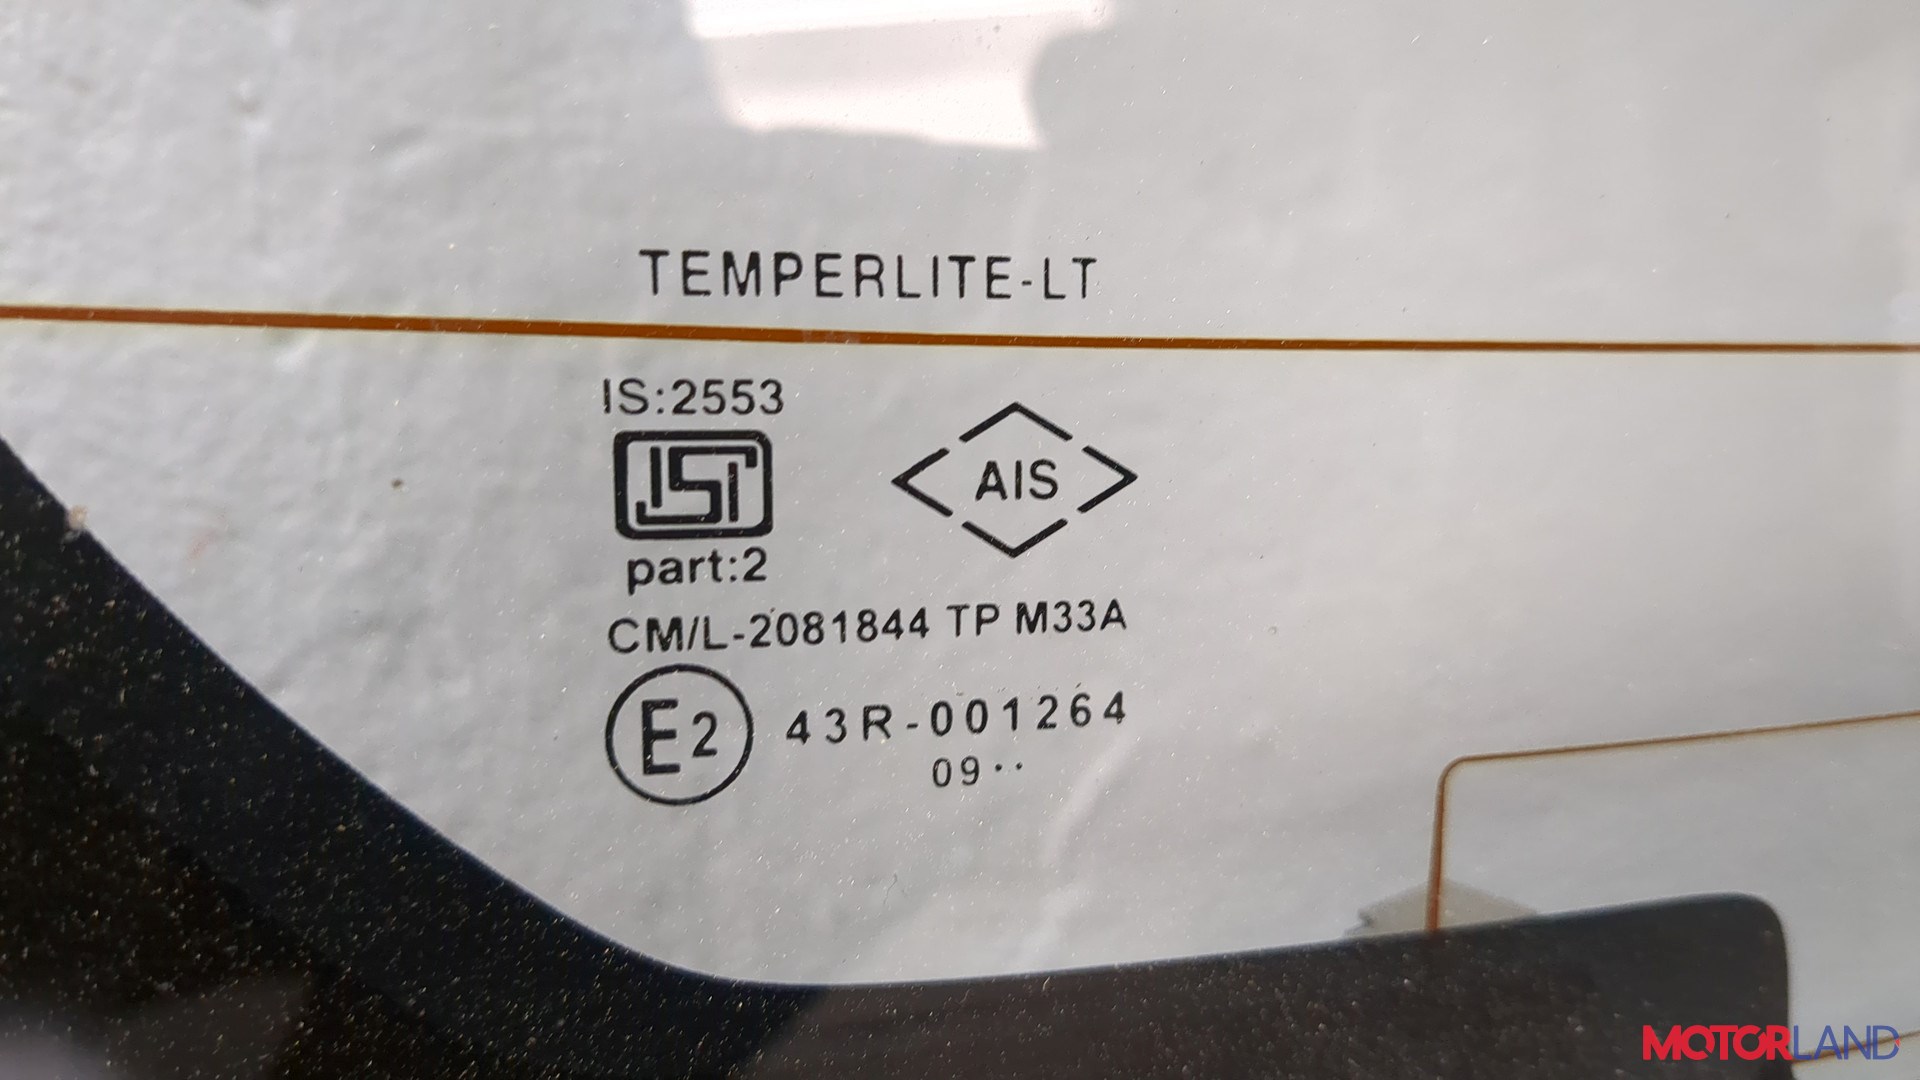 TEMPERLITE-LT
IS:2553
ISI
AIS
part:2
CM/L-2081844 TP M33A
E2 43R-001264
09··
MOTORLAND